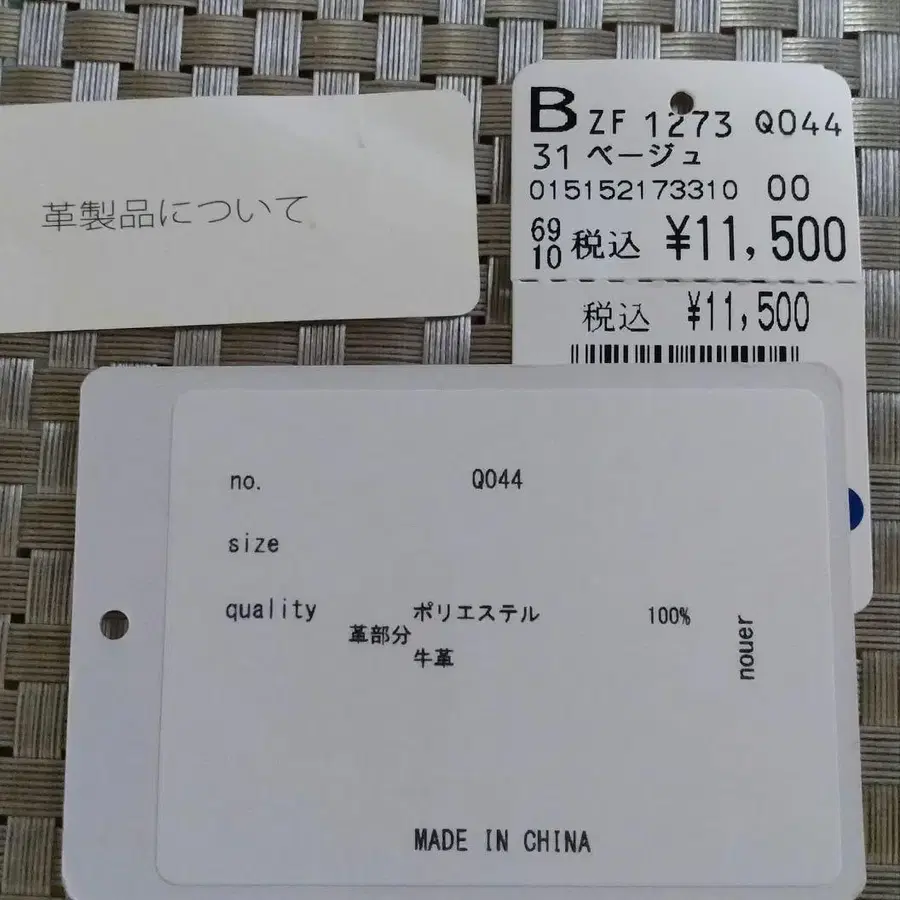 革製品について
B ZF 1273 Q044
31 ベージュ
015152173310 00
69
10 税込 ¥11,500
税込 ¥11,500
no. Q044
size
quality ポリエステル 100%
革部分
牛革
nouer
MADE IN CHINA